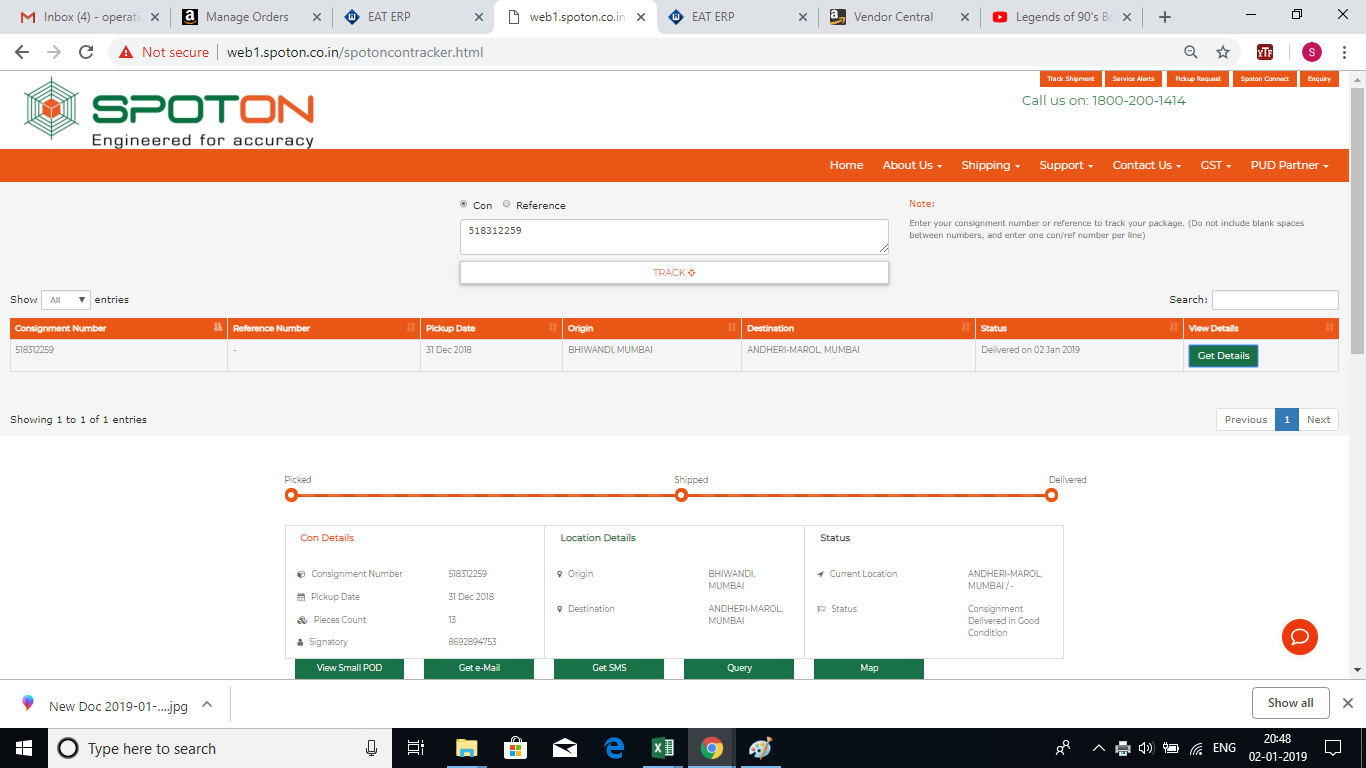 Inbox (4) - operati
Manage Orders
EAT ERP
web1.spoton.co.in
EAT ERP
Vendor Central
Legends of 90's Bo
Not secure
web1.spoton.co.in/spotoncontracker.html
YTF
S
Track Shipment
Service Alerts
Pickup Request
Spoton Connect
Enquiry
SPOTON
Engineered for accuracy
Call us on: 1800-200-1414
Home About Us Shipping Support Contact Us GST PUD Partner
Con Reference
518312259
TRACK
Note:
Enter your consignment number or reference to track your package. (Do not include blank spaces
between numbers, and enter one con/ref number per line)
Show All entries
Search:
Consignment Number Reference Number Pickup Date Origin Destination Status View Details
518312259 - 31 Dec 2018 BHIWANDI, MUMBAI ANDHERI-MAROL, MUMBAI Delivered on 02 Jan 2019 Get Details
Showing 1 to 1 of 1 entries
Previous 1 Next
Picked Shipped Delivered
Con Details
Consignment Number 518312259
Pickup Date 31 Dec 2018
Pieces Count 13
Signatory 8692894753
Location Details
Origin BHIWANDI,
MUMBAI
Destination ANDHERI-MAROL,
MUMBAI
Status
Current Location ANDHERI-MAROL,
MUMBAI / -
Status Consignment
Delivered in Good
Condition
View Small POD Get e-Mail Get SMS Query Map
New Doc 2019-01-....jpg
Show all
Type here to search
ENG
20:48
02-01-2019